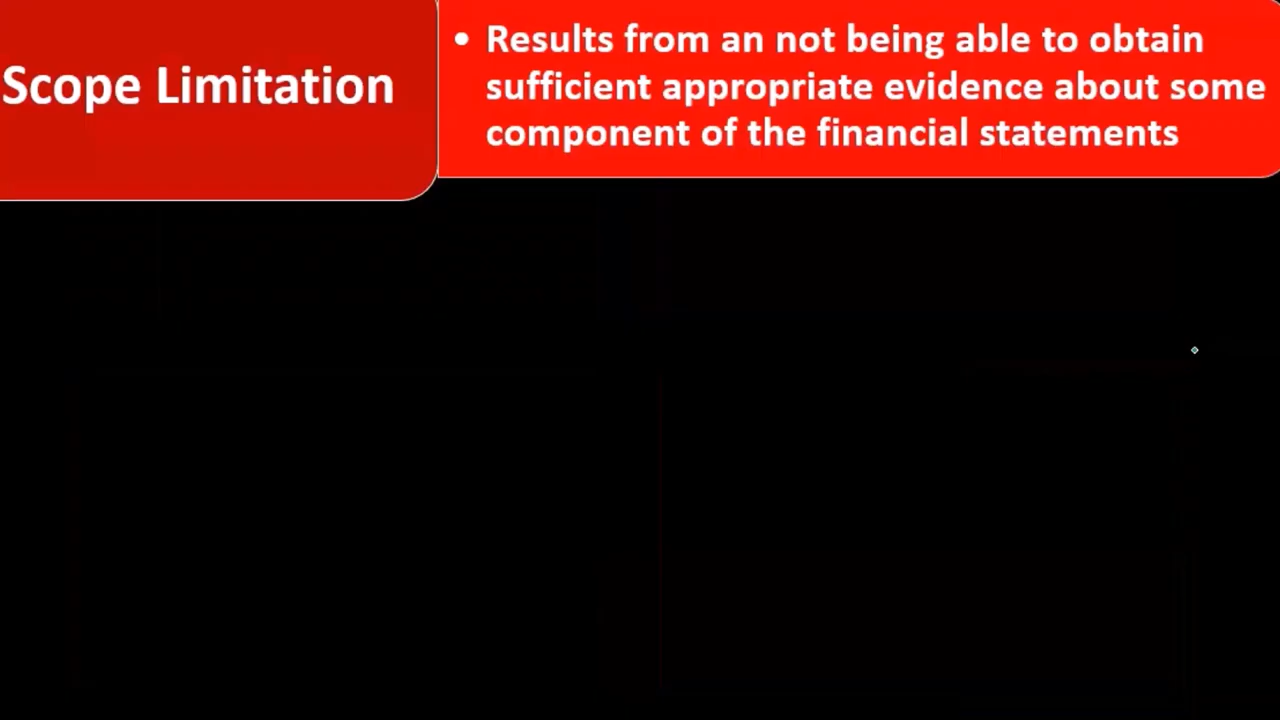 Scope Limitation
• Results from an not being able to obtain
sufficient appropriate evidence about some
component of the financial statements